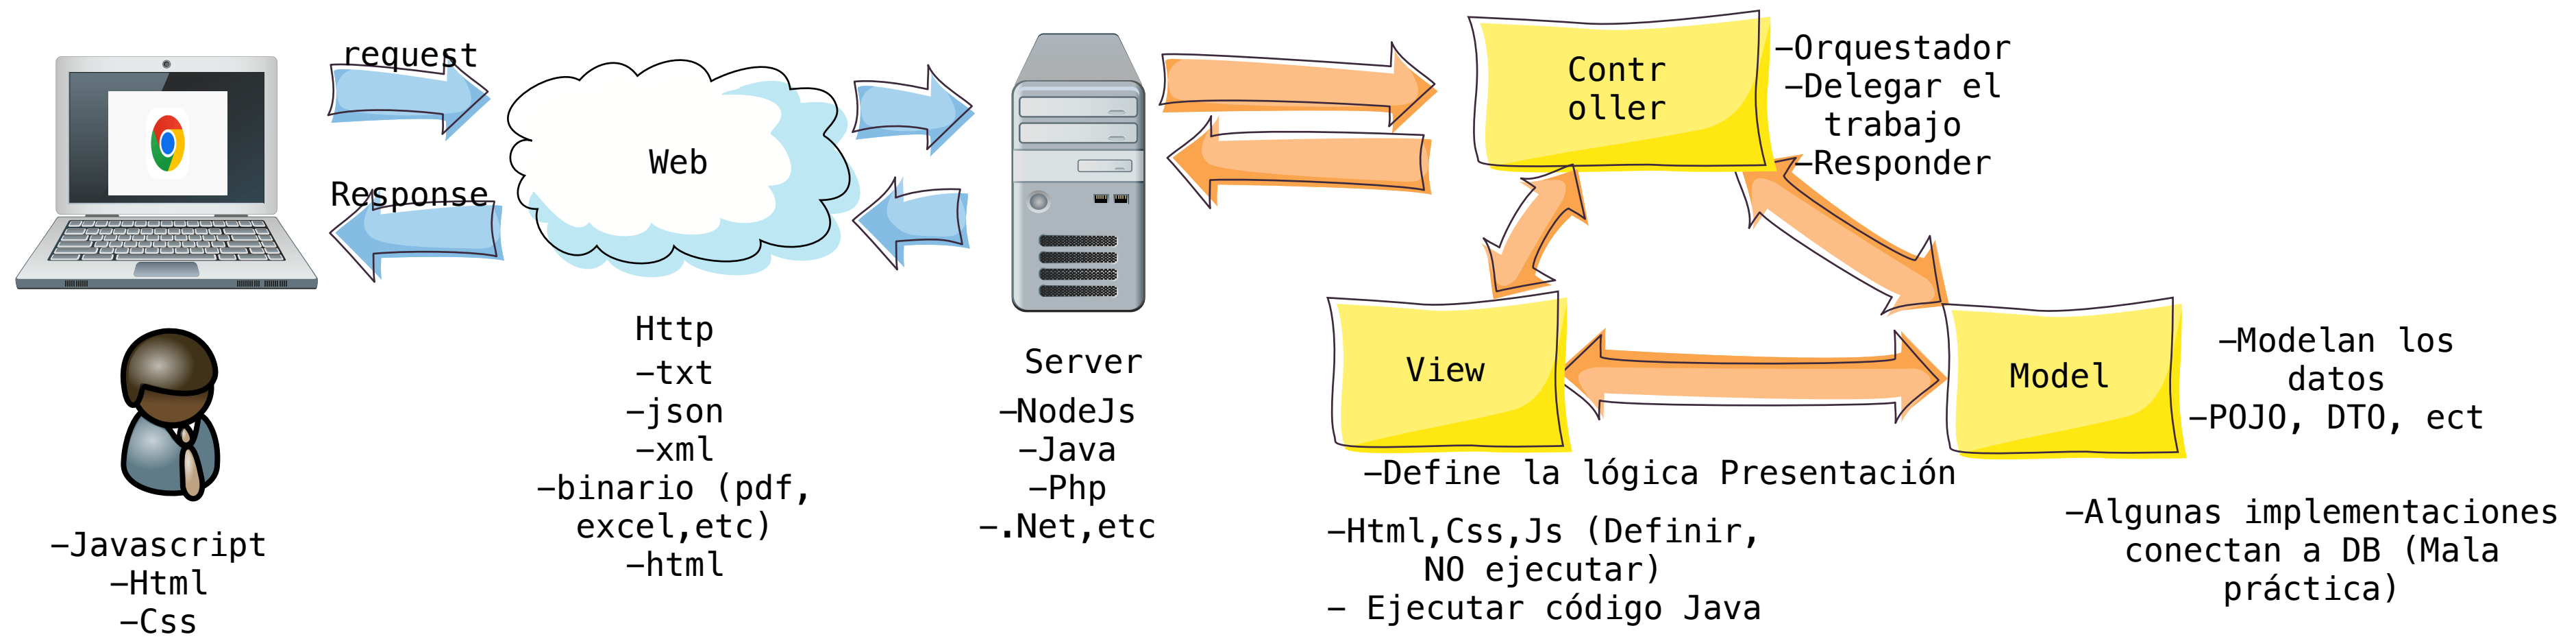 request
Response
-Javascript
-Html
-Css
Web
Http
-txt
-json
-xml
-binario (pdf,
excel,etc)
-html
Server
-NodeJs
-Java
-Php
-.Net,etc
Contr
oller
-Orquestador
-Delegar el
trabajo
-Responder
View
-Define la lógica Presentación
-Html,Css,Js (Definir,
NO ejecutar)
- Ejecutar código Java
Model
-Modelan los
datos
-POJO, DTO, ect
-Algunas implementaciones
conectan a DB (Mala
práctica)